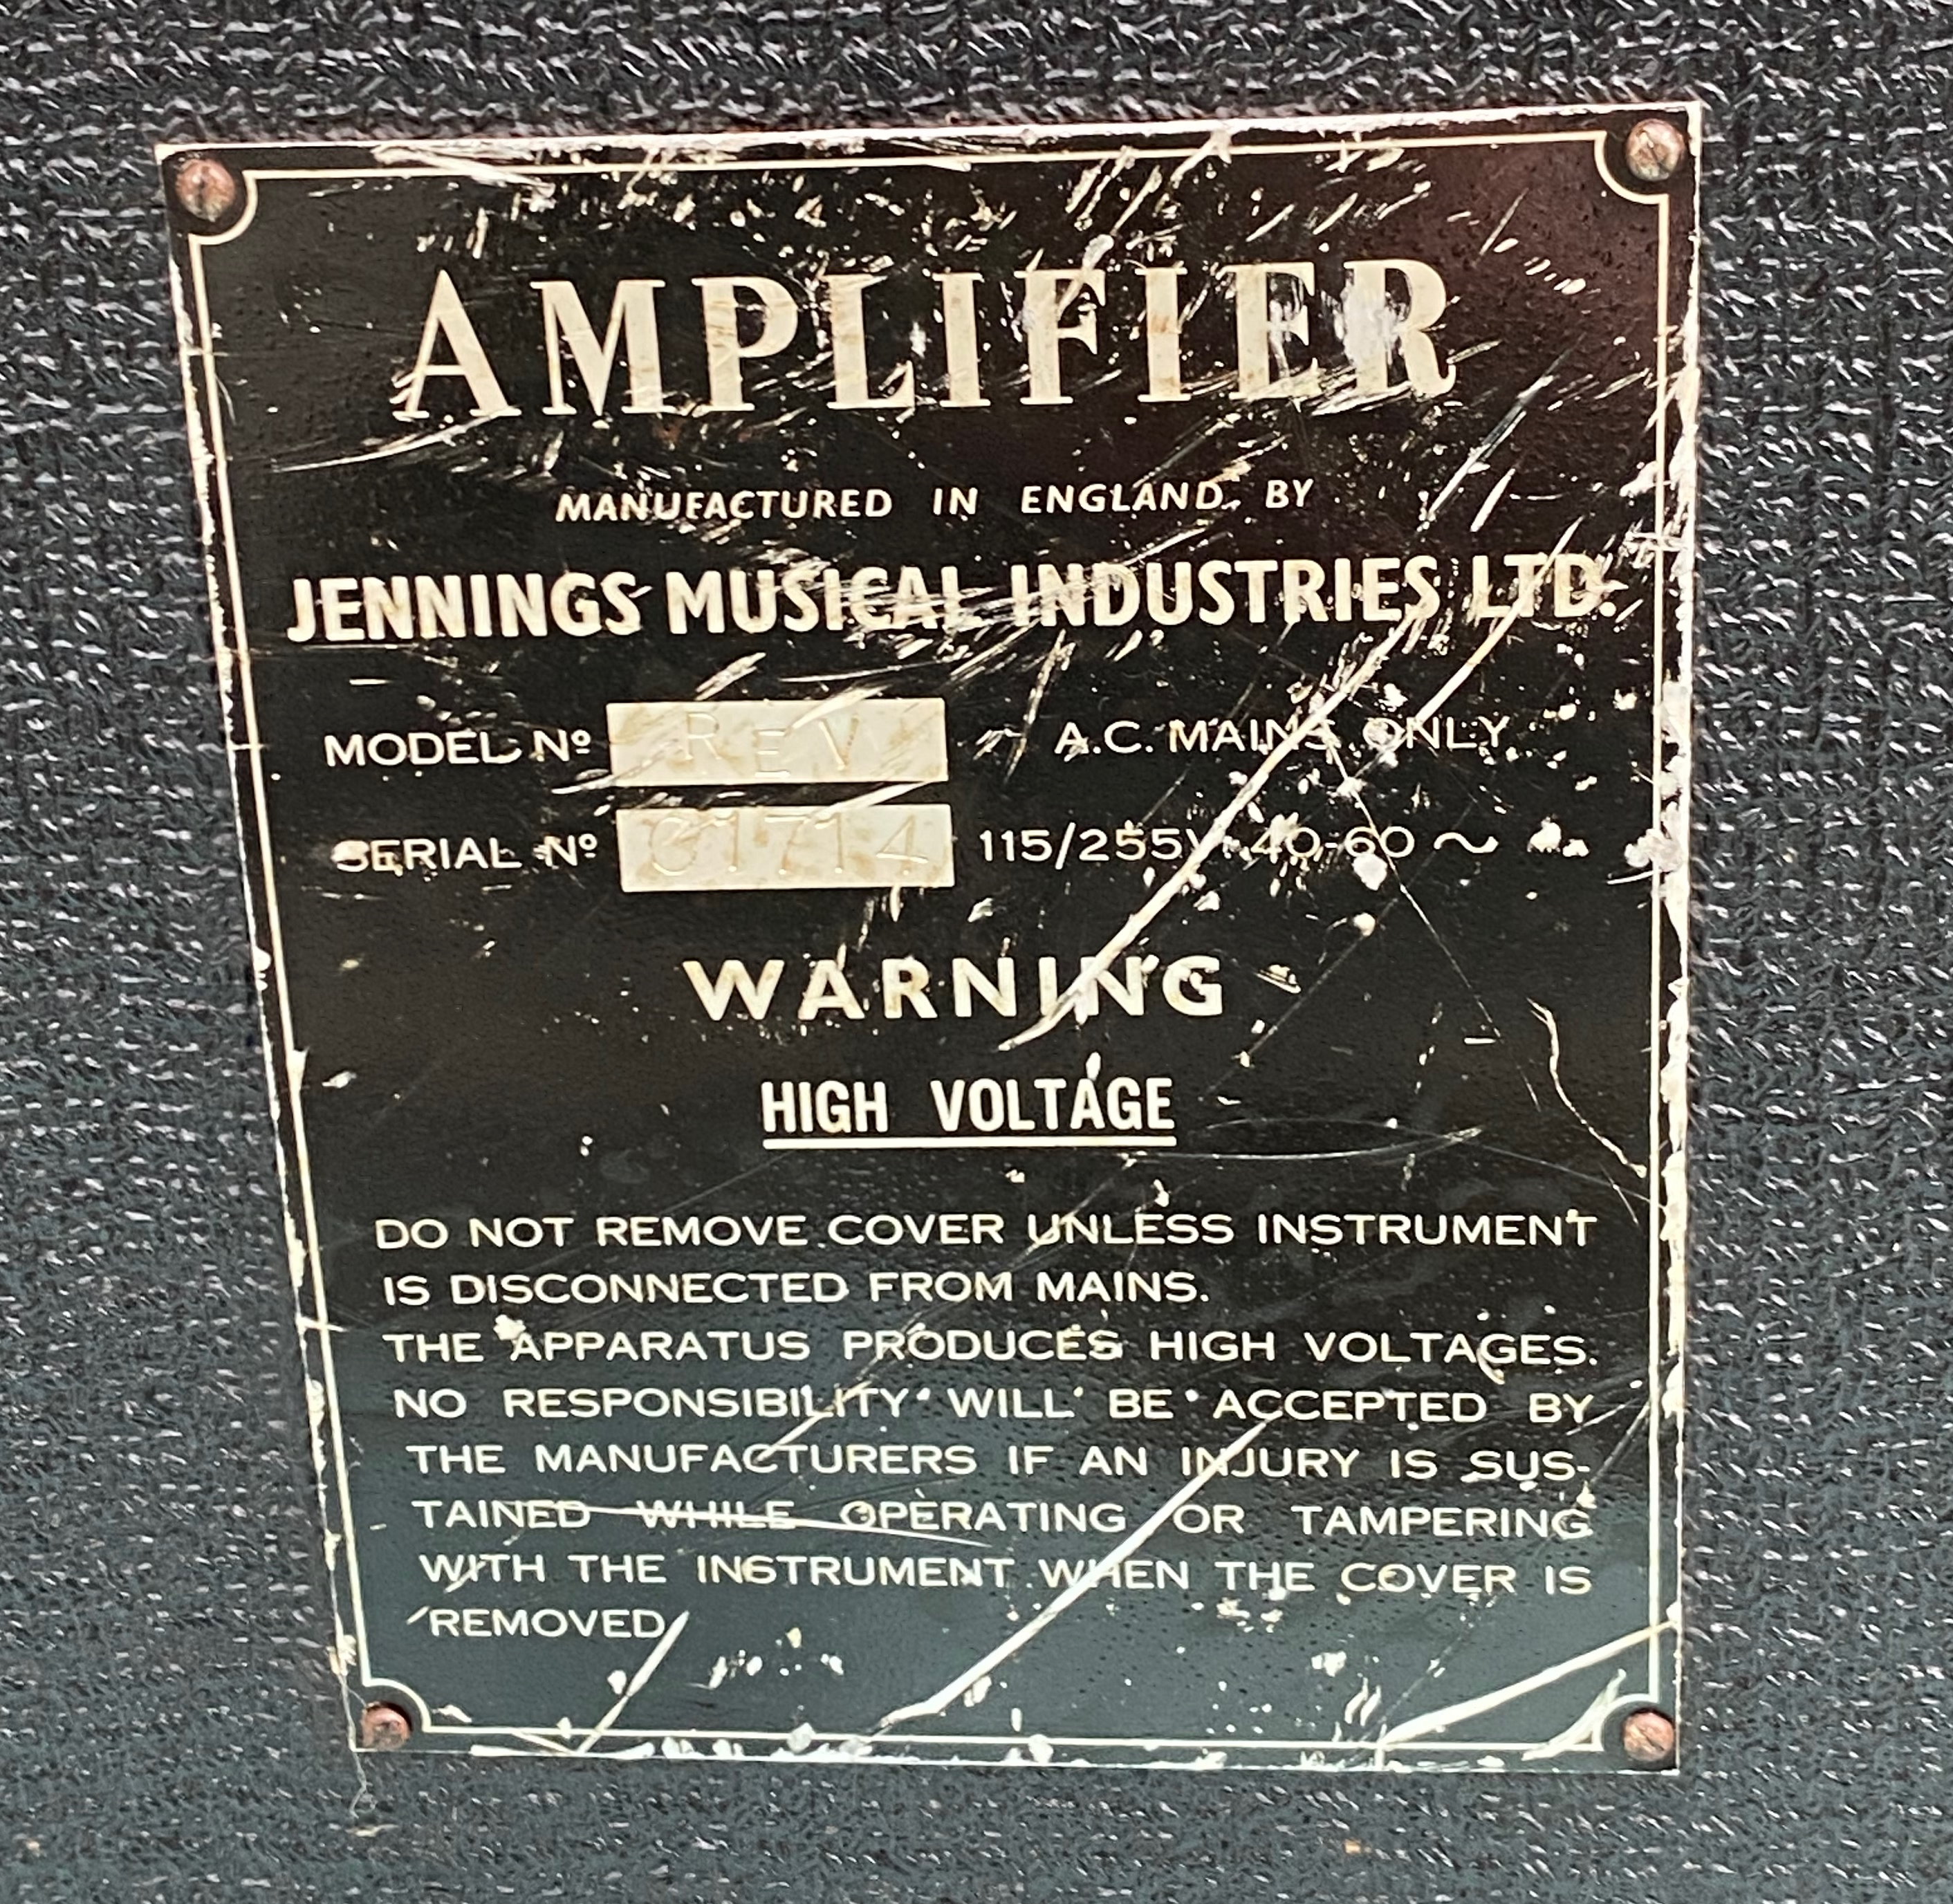 AMPLIFIER
MANUFACTURED IN ENGLAND BY
JENNINGS MUSICAL INDUSTRIES LTD.
MODEL Nº REV A.C. MAINS ONLY
SERIAL Nº 115/255V. 40-60 ~
WARNING
HIGH VOLTAGE
DO NOT REMOVE COVER UNLESS INSTRUMENT
IS DISCONNECTED FROM MAINS.
THE APPARATUS PRODUCES HIGH VOLTAGES.
NO RESPONSIBILITY WILL BE ACCEPTED BY
THE MANUFACTURERS IF AN INJURY IS SUS-
TAINED WHILE OPERATING OR TAMPERING
WITH THE INSTRUMENT WHEN THE COVER IS
REMOVED